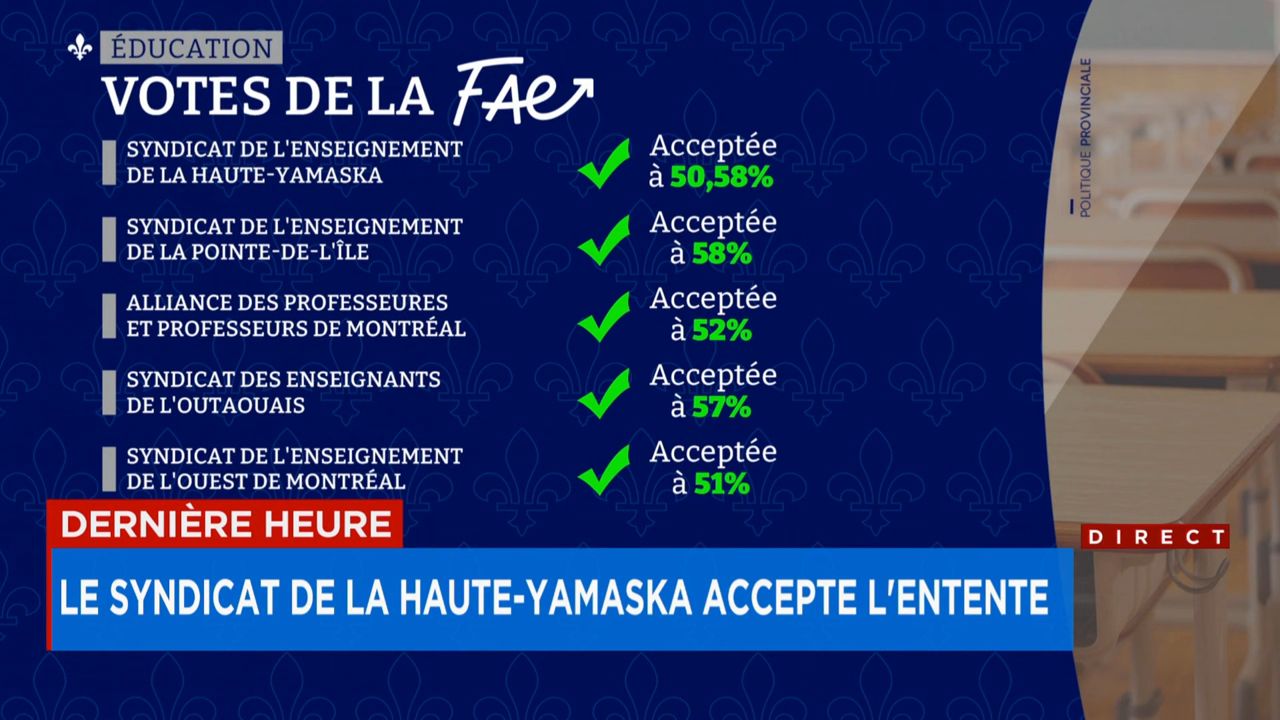 ÉDUCATION
VOTES DE LA FAE
SYNDICAT DE L'ENSEIGNEMENT
DE LA HAUTE-YAMASKA
Acceptée
à 50,58%
SYNDICAT DE L'ENSEIGNEMENT
DE LA POINTE-DE-L'ÎLE
Acceptée
à 58%
ALLIANCE DES PROFESSEURES
ET PROFESSEURS DE MONTRÉAL
Acceptée
à 52%
SYNDICAT DES ENSEIGNANTS
DE L'OUTAOUAIS
Acceptée
à 57%
SYNDICAT DE L'ENSEIGNEMENT
DE L'OUEST DE MONTRÉAL
Acceptée
à 51%
POLITIQUE PROVINCIALE
DERNIÈRE HEURE
DIRECT
LE SYNDICAT DE LA HAUTE-YAMASKA ACCEPTE L'ENTENTE